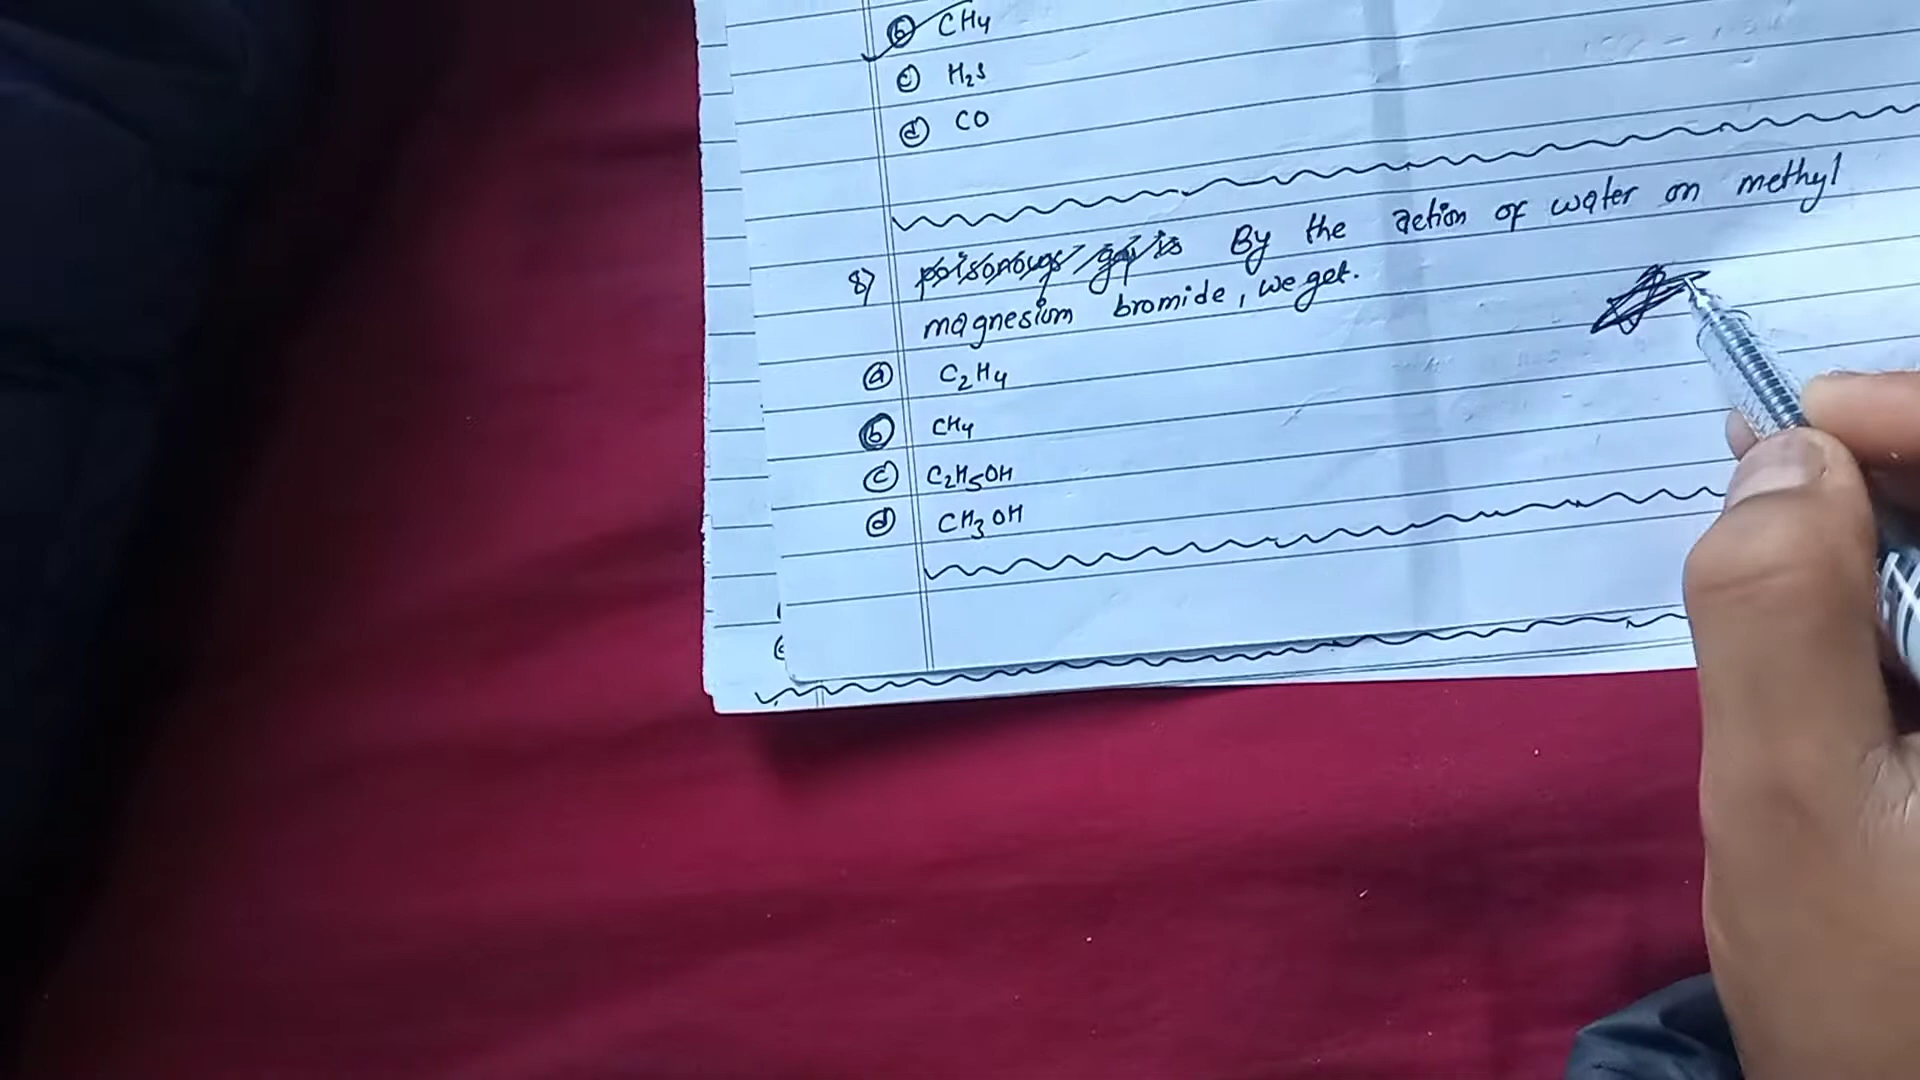 b CH4
c H2S
d CO
8) poisonougs gas is By the action of water on methyl
magnesium bromide, we get.
a C2H4
b CH4
c C2H5OH
d CH3OH